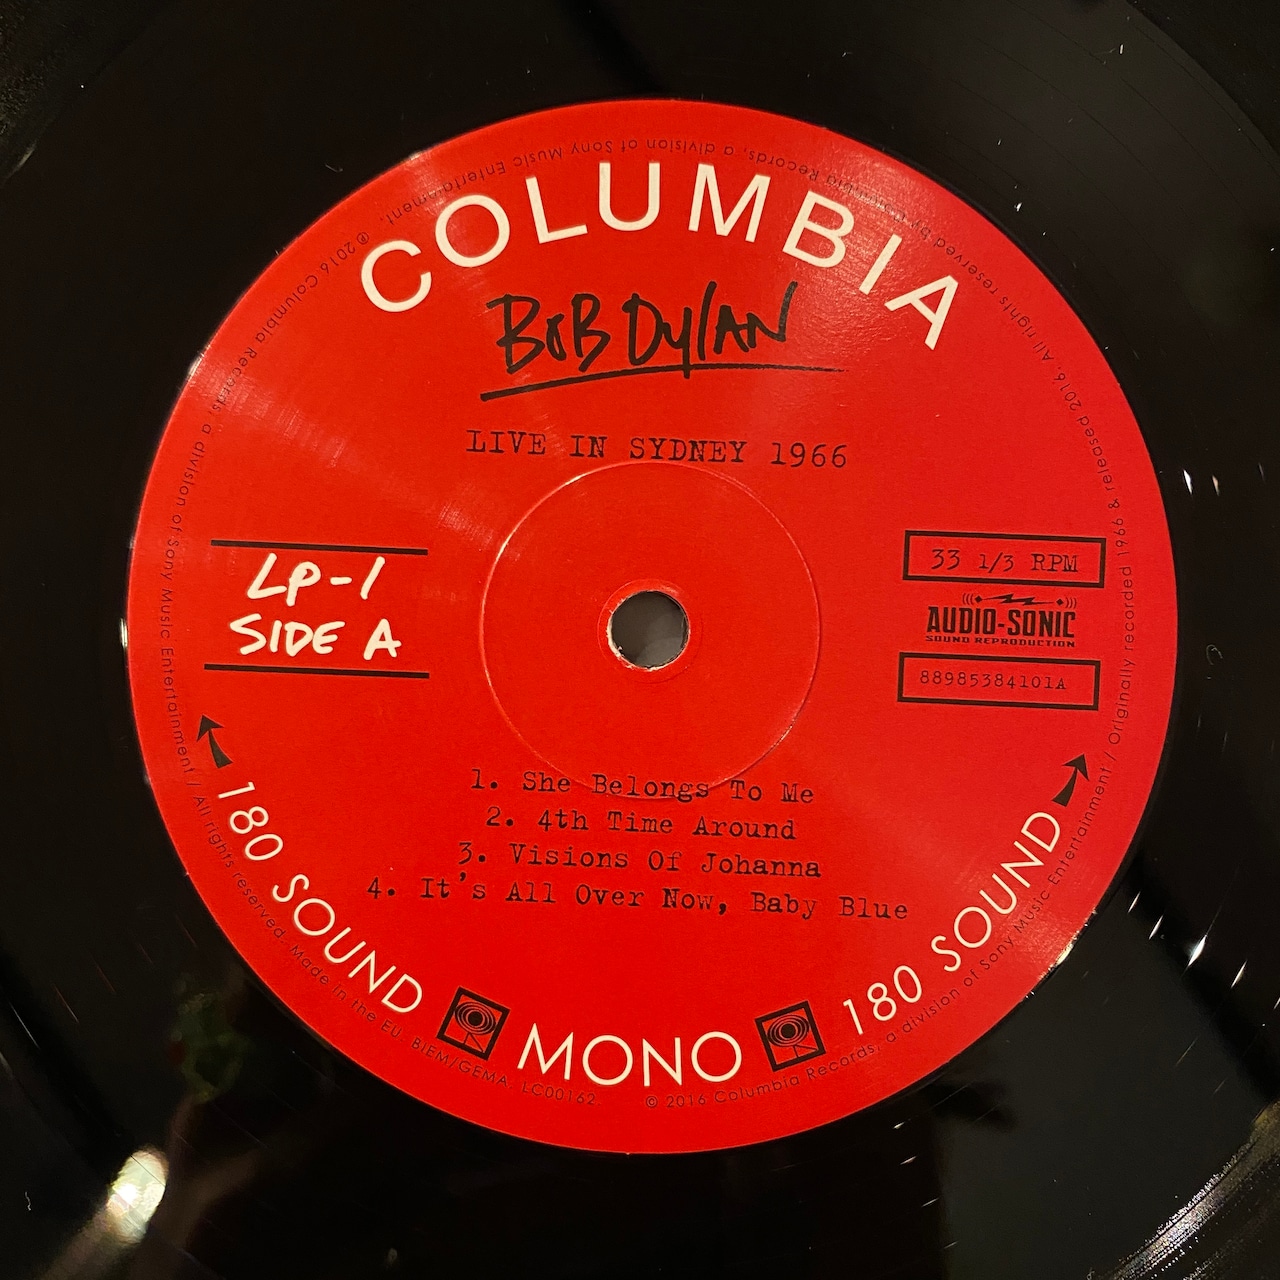 COLUMBIA
BOB DYLAN
LIVE IN SYDNEY 1966
LP-1
SIDE A
33 1/3 RPM
AUDIO-SONIC
SOUND REPRODUCTION
88985384101A
1. She Belongs To Me
2. 4th Time Around
3. Visions Of Johanna
4. It's All Over Now, Baby Blue
180 SOUND
MONO
180 SOUND
© 2016 Columbia Records, a division of Sony Music Entertainment / Originally recorded 1966 & released 2016. All rights reserved by Columbia Records, a division of Sony Music Entertainment. ℗ 2016 Columbia Records, a division of Sony Music Entertainment / All rights reserved. Made in the EU. BIEM/GEMA. LC00162.